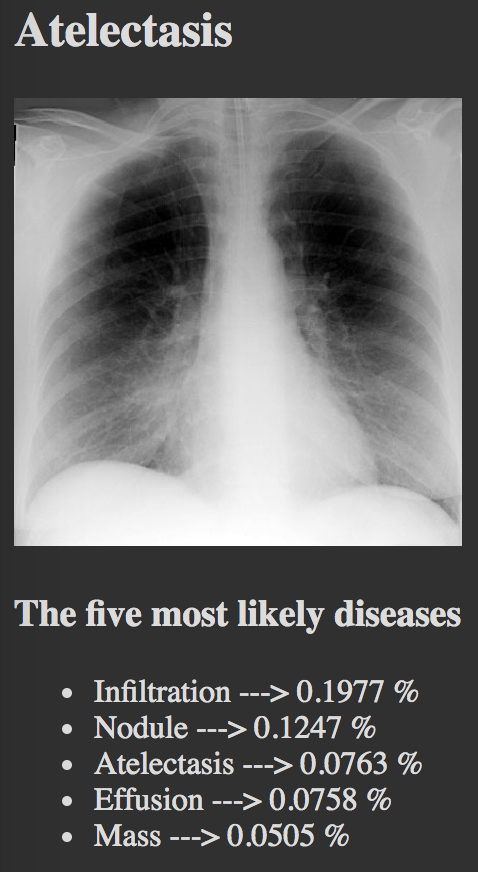 Atelectasis
The five most likely diseases
Infiltration ---> 0.1977 %
Nodule ---> 0.1247 %
Atelectasis ---> 0.0763 %
Effusion ---> 0.0758 %
Mass ---> 0.0505 %